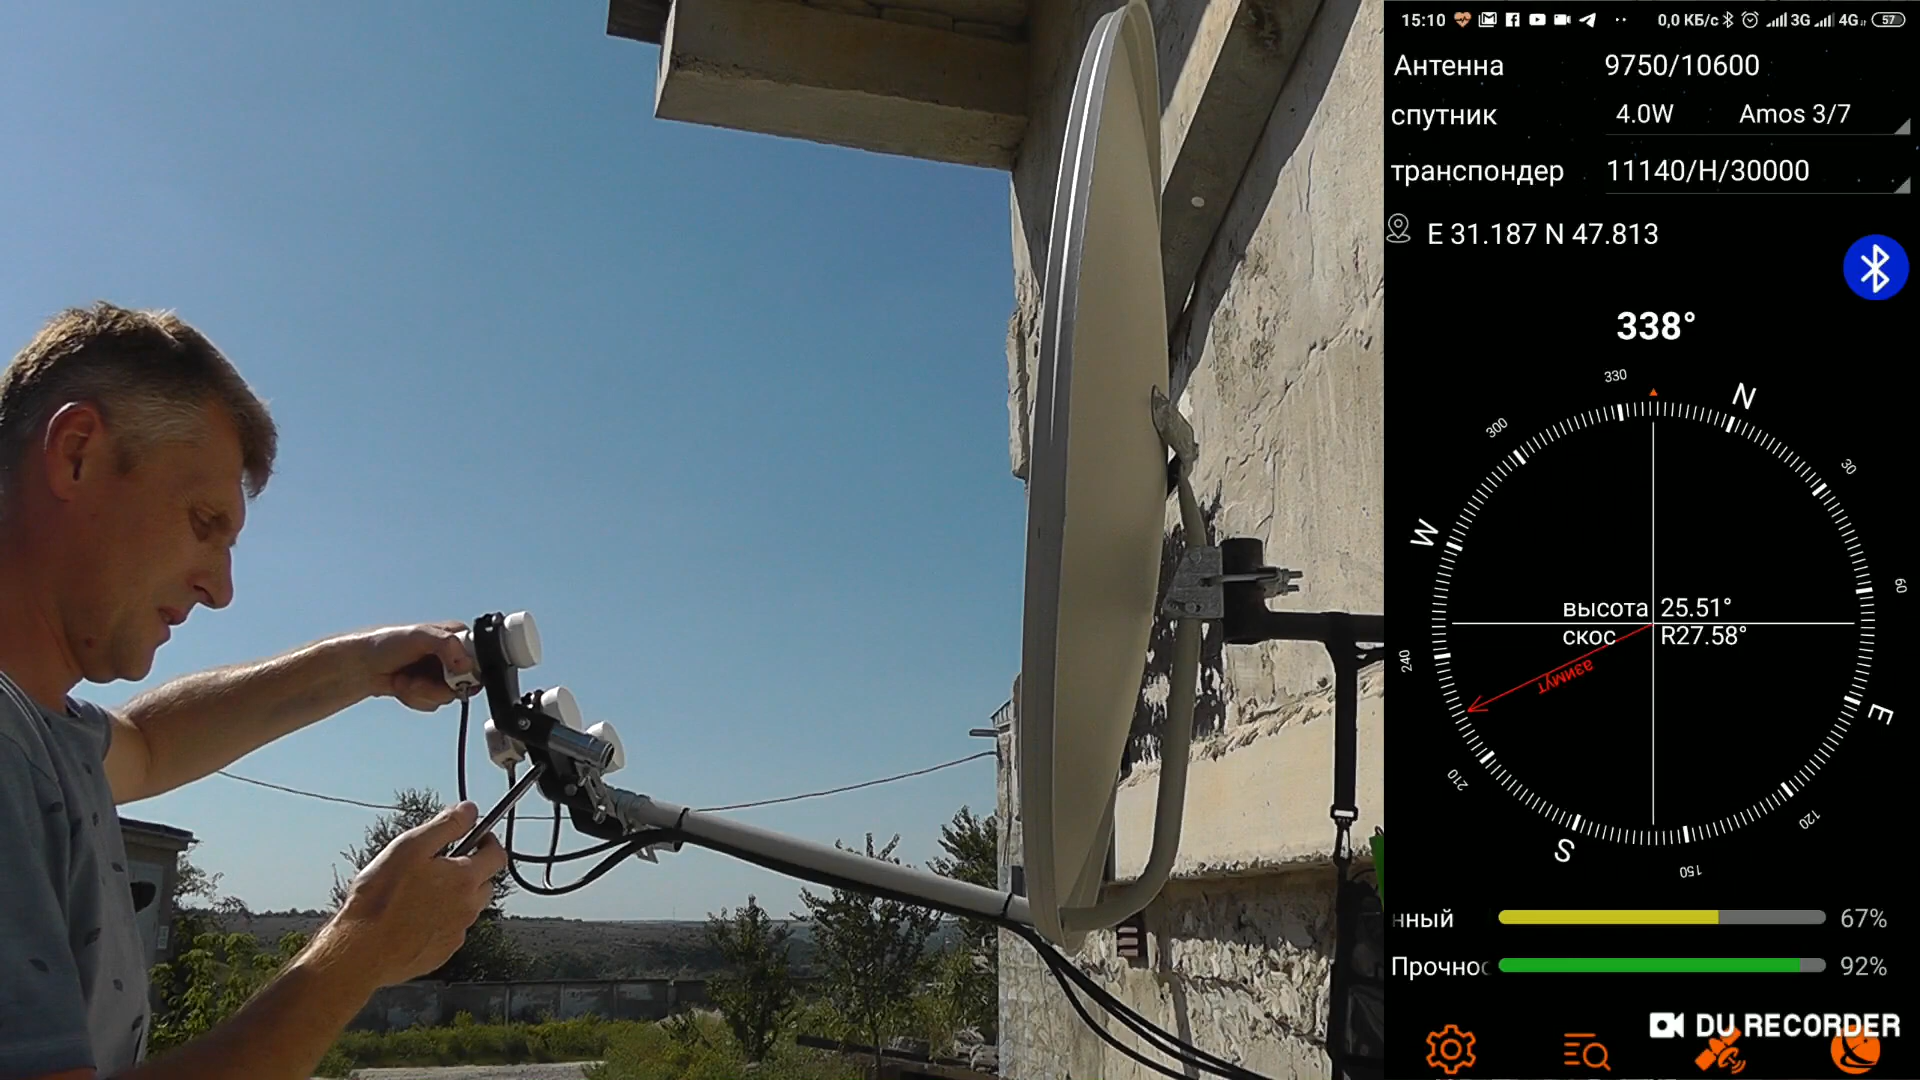 15:10 0,0 КБ/с 3G 4G 57
Антенна 9750/10600
спутник 4.0W Amos 3/7
транспондер 11140/H/30000
E 31.187 N 47.813
338°
330
N
300
30
W
60
высота 25.51°
скос R27.58°
240
азимут
E
210
120
S
150
нный 67%
Прочнос 92%
DU RECORDER